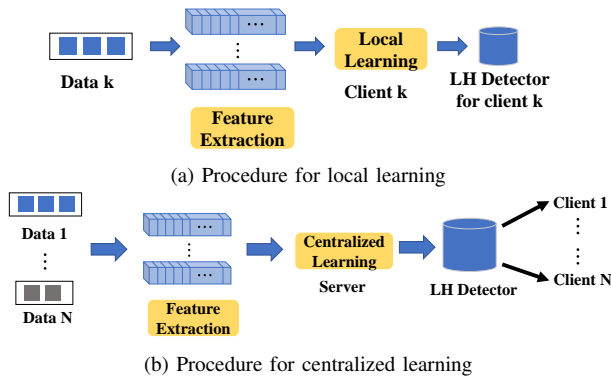 ...
⋮
...
Data k
Feature
Extraction
Local
Learning
Client k
LH Detector
for client k
(a) Procedure for local learning
Data 1
⋮
Data N
...
⋮
...
Feature
Extraction
Centralized
Learning
Server
LH Detector
Client 1
⋮ ⋮
Client N
(b) Procedure for centralized learning